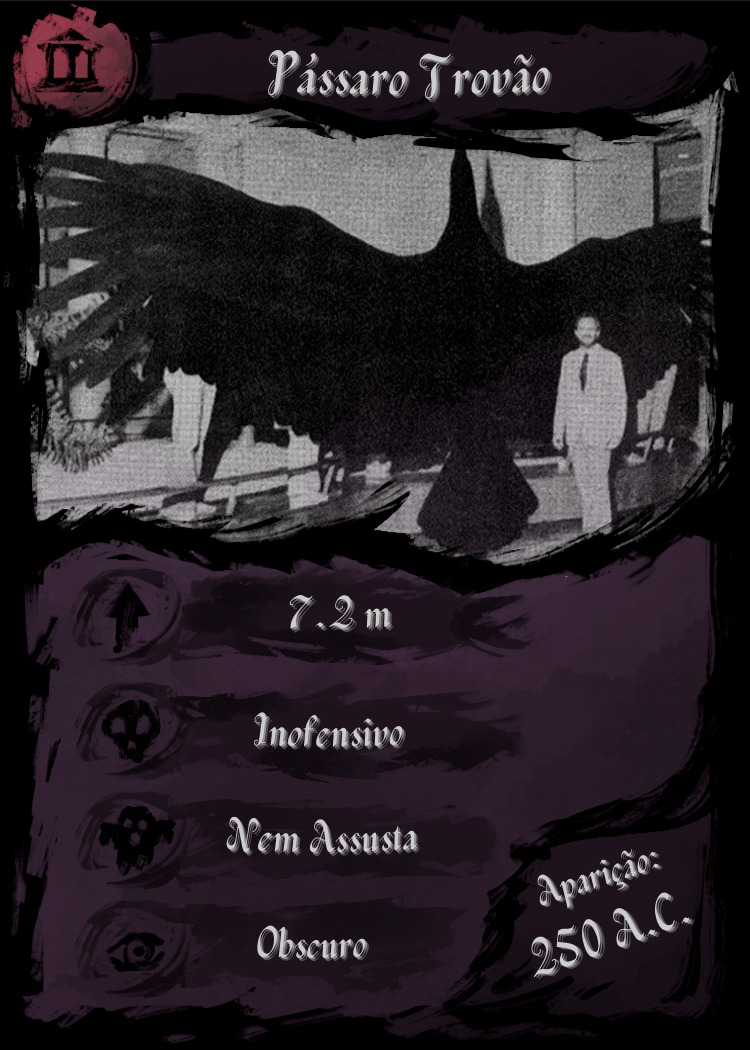 Pássaro Trovão
7.2 m
Inofensivo
Nem Assusta
Obscuro
Aparição:
250 A.C.